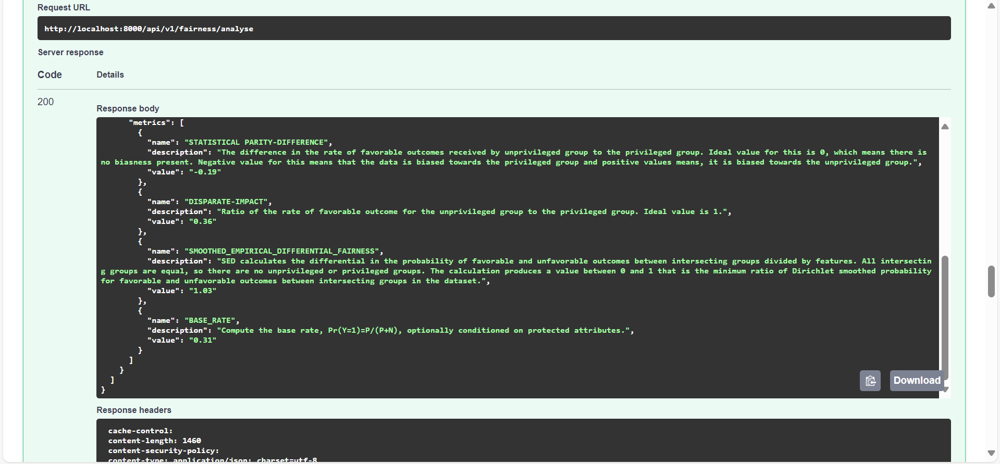 Request URL
http://localhost:8000/api/v1/fairness/analyse
Server response
Code Details
200
Response body
"metrics": [
{
"name": "STATISTICAL PARITY-DIFFERENCE",
"description": "The difference in the rate of favorable outcomes received by unprivileged group to the privileged group. Ideal value for this is 0, which means there is
no biasness present. Negative value for this means that the data is biased towards the privileged group and positive values means, it is biased towards the unprivileged group.",
"value": "-0.19"
},
{
"name": "DISPARATE-IMPACT",
"description": "Ratio of the rate of favorable outcome for the unprivileged group to the privileged group. Ideal value is 1.",
"value": "0.36"
},
{
"name": "SMOOTHED_EMPIRICAL_DIFFERENTIAL_FAIRNESS",
"description": "SED calculates the differential in the probability of favorable and unfavorable outcomes between intersecting groups divided by features. All intersectin
g groups are equal, so there are no unprivileged or privileged groups. The calculation produces a value between 0 and 1 that is the minimum ratio of Dirichlet smoothed probability
for favorable and unfavorable outcomes between intersecting groups in the dataset.",
"value": "1.03"
},
{
"name": "BASE_RATE",
"description": "Compute the base rate, Pr(Y=1)=P/(P+N), optionally conditioned on protected attributes.",
"value": "0.31"
}
]
}
]
}
Download
Response headers
cache-control:
content-length: 1460
content-security-policy:
content-type: application/json; charset=utf-8